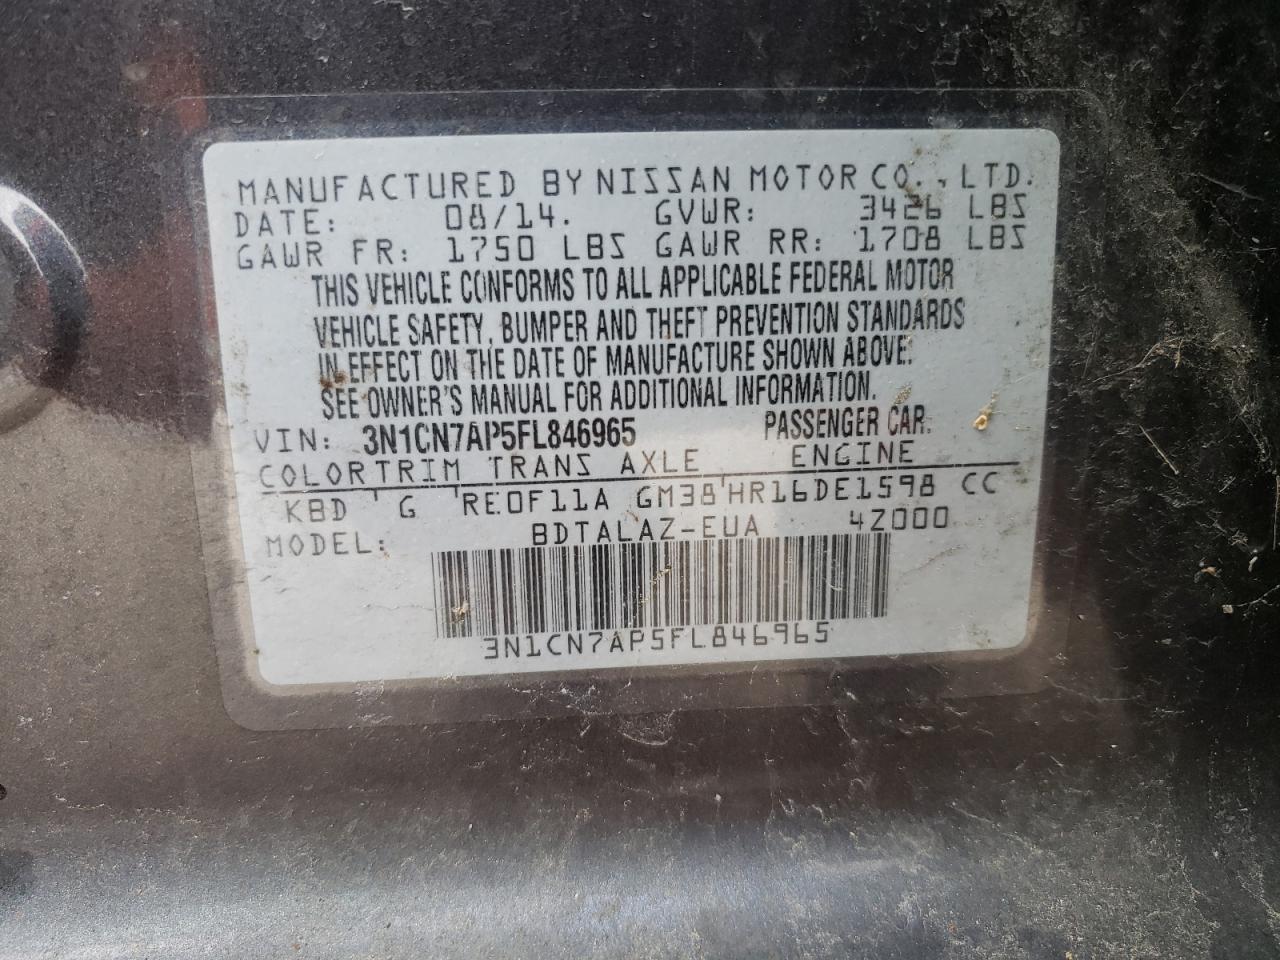 MANUFACTURED BY NISSAN MOTOR CO., LTD.
DATE: 08/14. GVWR: 3426 LBS
GAWR FR: 1750 LBS GAWR RR: 1708 LBS
THIS VEHICLE CONFORMS TO ALL APPLICABLE FEDERAL MOTOR
VEHICLE SAFETY, BUMPER AND THEFT PREVENTION STANDARDS
IN EFFECT ON THE DATE OF MANUFACTURE SHOWN ABOVE.
SEE OWNER'S MANUAL FOR ADDITIONAL INFORMATION.
VIN: 3N1CN7AP5FL846965 PASSENGER CAR.
COLOR TRIM TRANS AXLE ENGINE
KBD G RE0F11A GM38 HR16DE1598 CC
MODEL: BDTALAZ-EUA 4Z000
3N1CN7AP5FL846965